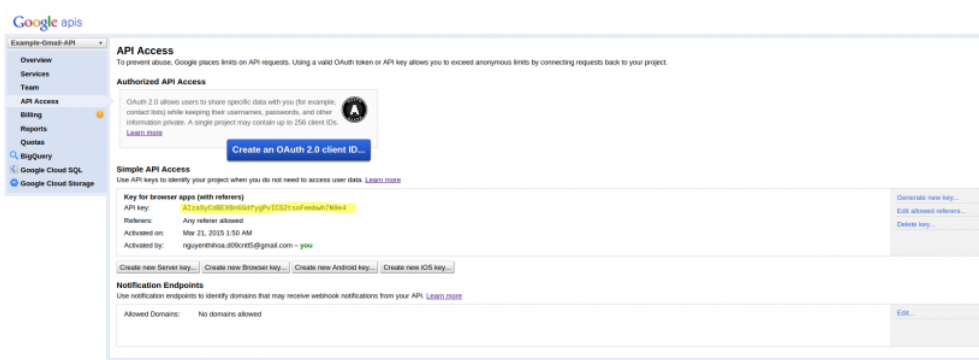 Google apis
Example-Gmail-API
Overview
Services
Team
API Access
Billing
Reports
Quotas
BigQuery
Google Cloud SQL
Google Cloud Storage
API Access
To prevent abuse, Google places limits on API requests. Using a valid OAuth token or API key allows you to exceed anonymous limits by connecting requests back to your project.
Authorized API Access
OAuth 2.0 allows users to share specific data with you (for example,
contact lists) while keeping their usernames, passwords, and other
information private. A single project may contain up to 256 client IDs.
Learn more
Create an OAuth 2.0 client ID...
Simple API Access
Use API keys to identify your project when you do not need to access user data. Learn more
Key for browser apps (with referers)
API key:
Referers: Any referer allowed
Activated on: Mar 21, 2015 1:50 AM
Activated by: nguyenthihoa.d09cntt5@gmail.com – you
Generate new key...
Edit allowed referers...
Delete key...
Create new Server key... Create new Browser key... Create new Android key... Create new iOS key...
Notification Endpoints
Use notification endpoints to identify domains that may receive webhook notifications from your API. Learn more
Allowed Domains: No domains allowed
Edit...